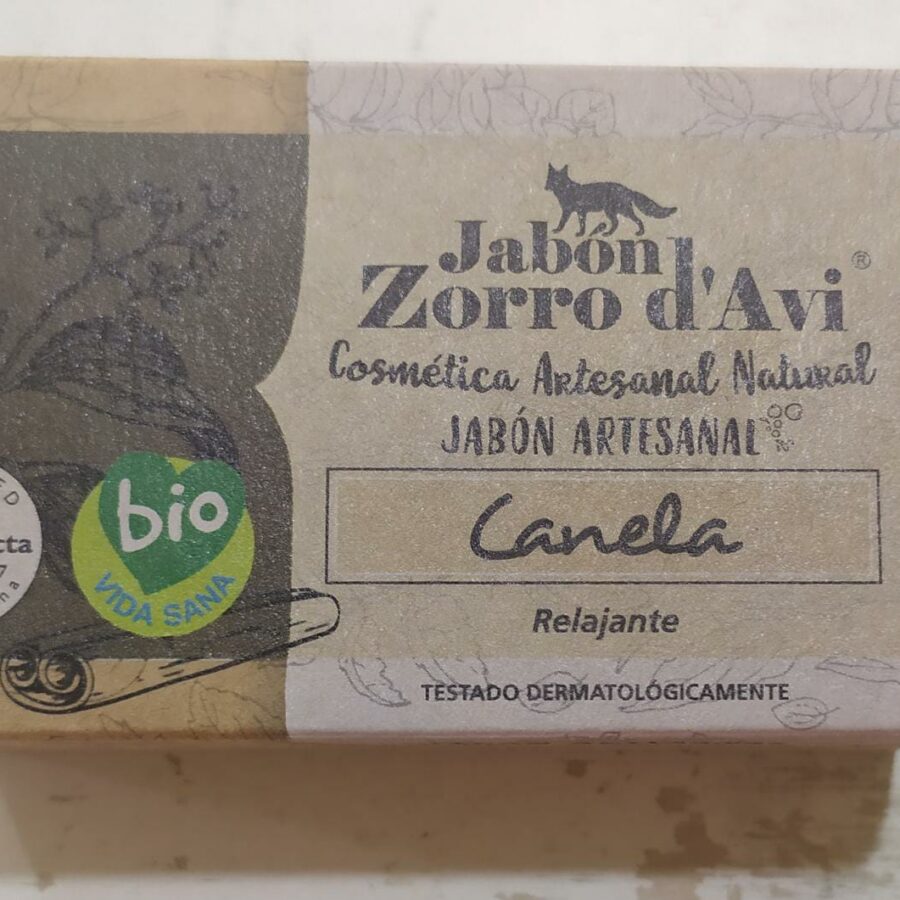 Jabón
Zorro d'Avi®
Cosmética Artesanal Natural
JABÓN ARTESANAL
Canela
Relajante
TESTADO DERMATOLÓGICAMENTE
bio
VIDA SANA